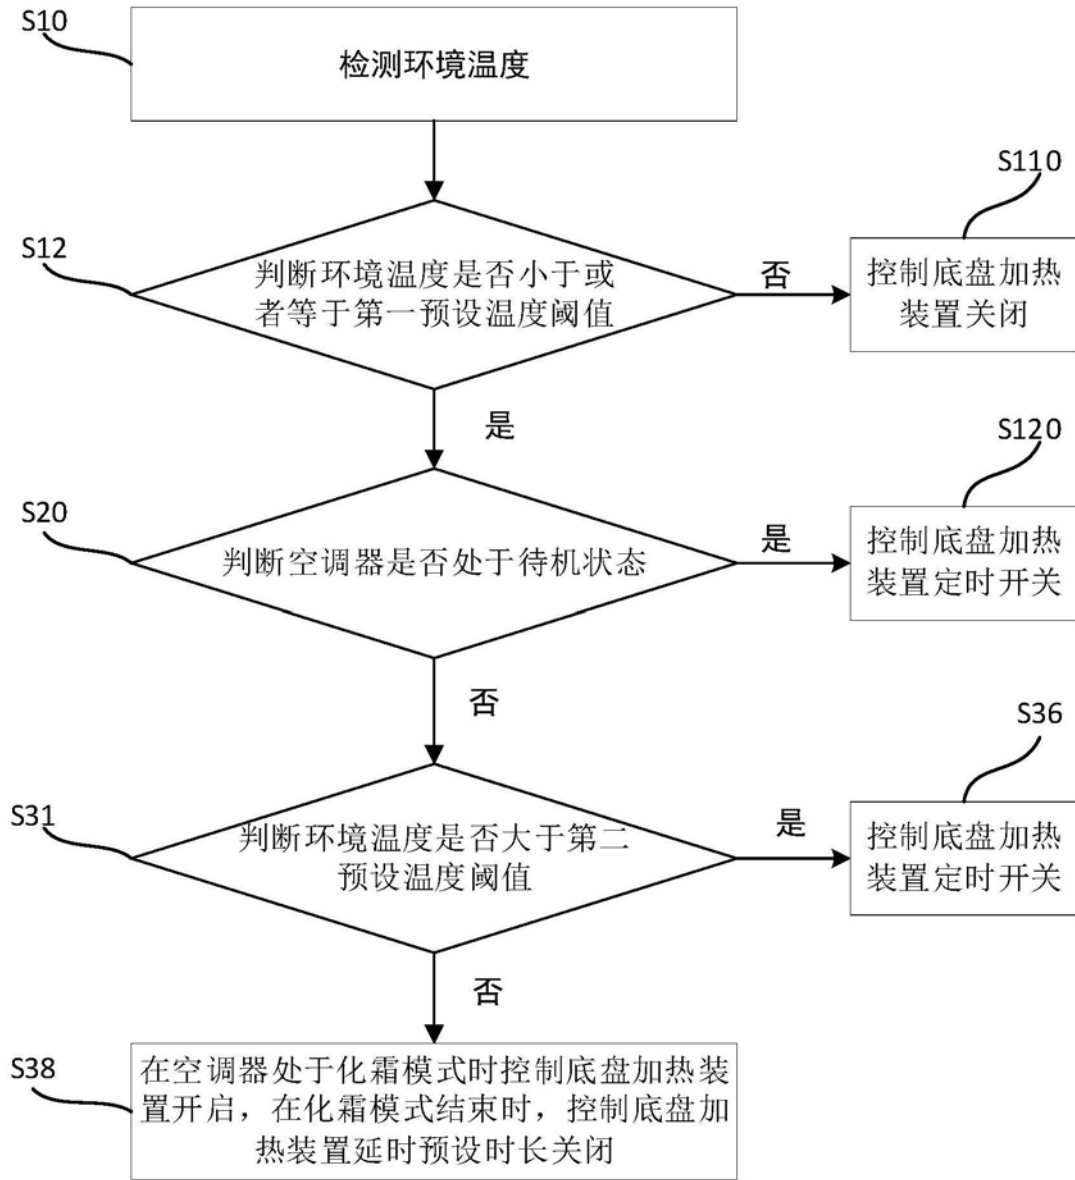 S10
检测环境温度
S110
S12
判断环境温度是否小于或
者等于第一预设温度阈值
否
控制底盘加热
装置关闭
是
S120
S20
判断空调器是否处于待机状态
是
控制底盘加热
装置定时开关
否
S36
S31
判断环境温度是否大于第二
预设温度阈值
是
控制底盘加热
装置定时开关
否
S38
在空调器处于化霜模式时控制底盘加热装
置开启，在化霜模式结束时，控制底盘加
热装置延时预设时长关闭